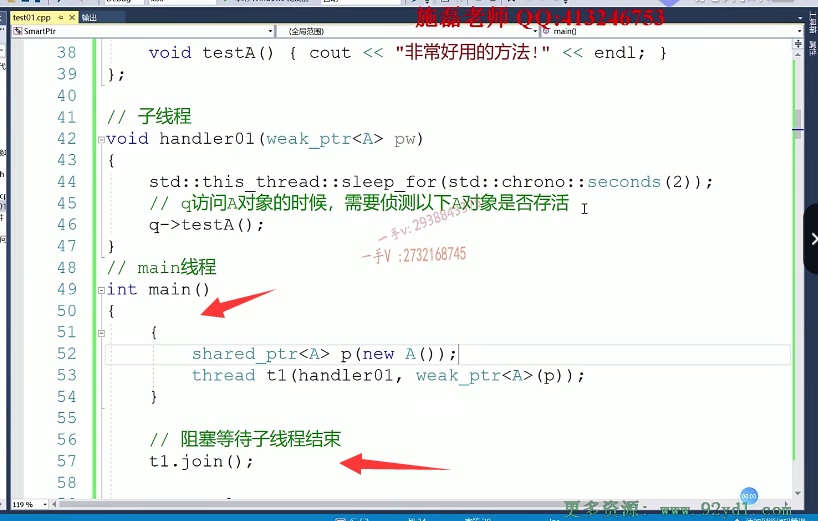 施磊老师 QQ:413246753
test01.cpp 输出
SmartPtr (全局范围) main()
38 void testA() { cout << "非常好用的方法!" << endl; }
39 };
40
41 // 子线程
42 void handler01(weak_ptr<A> pw)
43 {
44 std::this_thread::sleep_for(std::chrono::seconds(2));
45 // q访问A对象的时候，需要侦测以下A对象是否存活
46 q->testA();
47 }
一手v: 2938843
一手V :2732168745
48 // main线程
49 int main()
50 {
51 {
52 shared_ptr<A> p(new A());
53 thread t1(handler01, weak_ptr<A>(p));
54 }
55
56 // 阻塞等待子线程结束
57 t1.join();
58
119 %
00:00
更多资源：